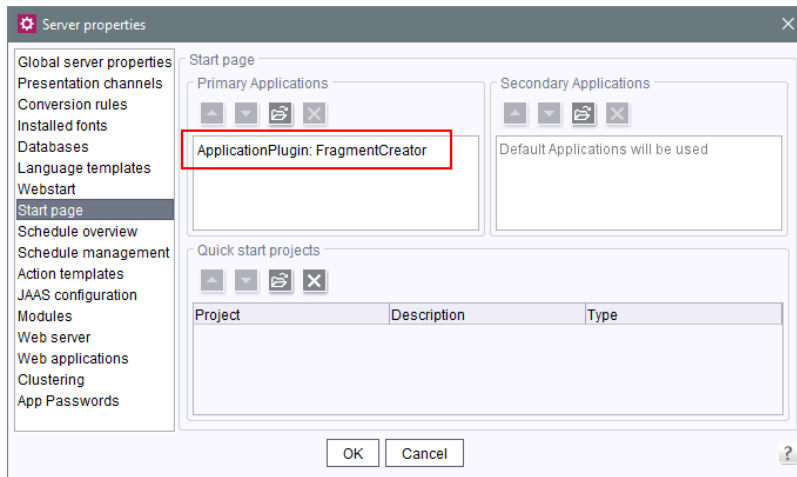 Server properties
Global server properties
Presentation channels
Conversion rules
Installed fonts
Databases
Language templates
Webstart
Start page
Schedule overview
Schedule management
Action templates
JAAS configuration
Modules
Web server
Web applications
Clustering
App Passwords
Start page
Primary Applications
ApplicationPlugin: FragmentCreator
Secondary Applications
Default Applications will be used
Quick start projects
Project Description Type
OK Cancel
?